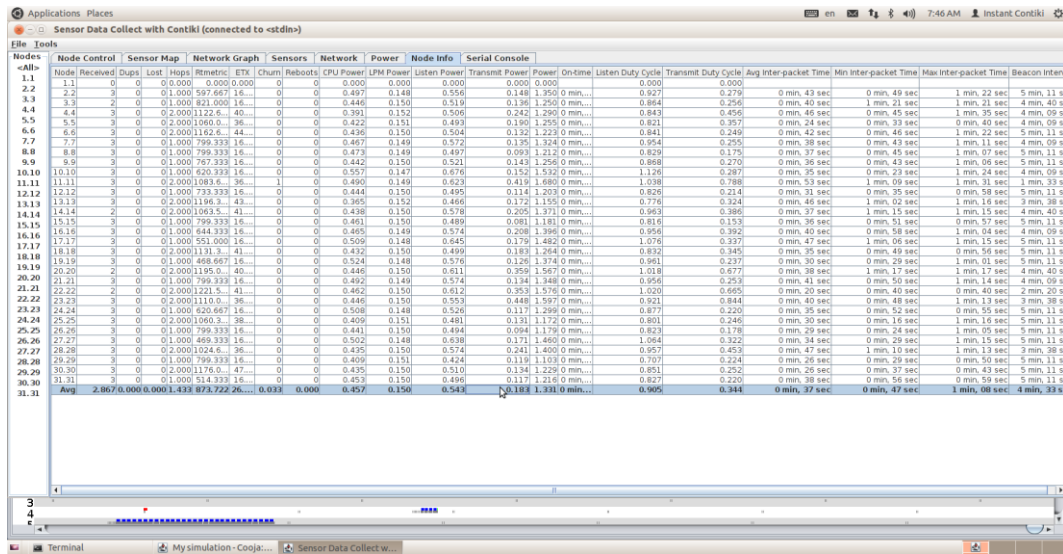 Applications Places en 7:46 AM Instant Contiki
Sensor Data Collect with Contiki (connected to <stdin>)
File Tools
Nodes Node Control Sensor Map Network Graph Sensors Network Power Node Info Serial Console
<All>
1.1
2.2
3.3
4.4
5.5
6.6
7.7
8.8
9.9
10.10
11.11
12.12
13.13
14.14
15.15
16.16
17.17
18.18
19.19
20.20
21.21
22.22
23.23
24.24
25.25
26.26
27.27
28.28
29.29
30.30
31.31
Node Received Dups Lost Hops Rtmetric ETX Churn Reboots CPU Power LPM Power Listen Power Transmit Power Power On-time Listen Duty Cycle Transmit Duty Cycle Avg Inter-packet Time Min Inter-packet Time Max Inter-packet Time Beacon Interv
1.1 0 0 0 0.000 0.000 0.000 0 0 0.000 0.000 0.000 0.000 0.000 0.000 0.000
2.2 3 0 0 1.000 597.667 16.... 0 0 0.497 0.148 0.556 0.148 1.350 0 min,... 0.927 0.279 0 min, 43 sec 0 min, 49 sec 1 min, 22 sec 5 min, 11 s
3.3 2 0 0 1.000 821.000 16.... 0 0 0.446 0.150 0.519 0.136 1.250 0 min,... 0.864 0.256 0 min, 40 sec 1 min, 21 sec 1 min, 21 sec 4 min, 40 s
4.4 3 0 0 2.000 1122.6... 40.... 0 0 0.391 0.152 0.506 0.242 1.290 0 min,... 0.843 0.456 0 min, 46 sec 0 min, 45 sec 1 min, 35 sec 4 min, 09 s
5.5 3 0 0 2.000 1060.0... 36.... 0 0 0.422 0.151 0.493 0.190 1.255 0 min,... 0.821 0.357 0 min, 24 sec 0 min, 33 sec 0 min, 40 sec 4 min, 09 s
6.6 3 0 0 2.000 1162.6... 44.... 0 0 0.436 0.150 0.504 0.132 1.223 0 min,... 0.841 0.249 0 min, 42 sec 0 min, 46 sec 1 min, 22 sec 5 min, 11 s
7.7 3 0 0 1.000 799.333 16.... 0 0 0.467 0.149 0.572 0.135 1.324 0 min,... 0.954 0.255 0 min, 38 sec 0 min, 43 sec 1 min, 11 sec 4 min, 09 s
8.8 3 0 0 1.000 799.333 16.... 0 0 0.473 0.149 0.497 0.093 1.212 0 min,... 0.829 0.175 0 min, 37 sec 0 min, 45 sec 1 min, 07 sec 5 min, 11 s
9.9 3 0 0 1.000 767.333 16.... 0 0 0.442 0.150 0.521 0.143 1.256 0 min,... 0.868 0.270 0 min, 36 sec 0 min, 43 sec 1 min, 06 sec 5 min, 11 s
10.10 3 0 0 1.000 620.333 16.... 0 0 0.557 0.147 0.676 0.152 1.532 0 min,... 1.126 0.287 0 min, 35 sec 0 min, 23 sec 1 min, 24 sec 4 min, 09 s
11.11 3 0 0 2.000 1083.6... 36.... 1 0 0.490 0.149 0.623 0.419 1.680 0 min,... 1.038 0.788 0 min, 53 sec 1 min, 09 sec 1 min, 31 sec 1 min, 33 s
12.12 3 0 0 1.000 733.333 16.... 0 0 0.444 0.150 0.495 0.114 1.203 0 min,... 0.826 0.214 0 min, 31 sec 0 min, 35 sec 0 min, 58 sec 5 min, 11 s
13.13 3 0 0 2.000 1196.3... 43.... 0 0 0.365 0.152 0.466 0.172 1.155 0 min,... 0.776 0.324 0 min, 46 sec 1 min, 02 sec 1 min, 16 sec 3 min, 38 s
14.14 2 0 0 2.000 1063.5... 41.... 0 0 0.438 0.150 0.578 0.205 1.371 0 min,... 0.963 0.386 0 min, 37 sec 1 min, 15 sec 1 min, 15 sec 4 min, 40 s
15.15 3 0 0 1.000 799.333 16.... 0 0 0.461 0.150 0.489 0.081 1.181 0 min,... 0.816 0.153 0 min, 36 sec 0 min, 51 sec 0 min, 57 sec 5 min, 11 s
16.16 3 0 0 1.000 644.333 16.... 0 0 0.465 0.149 0.574 0.208 1.396 0 min,... 0.956 0.392 0 min, 40 sec 0 min, 58 sec 1 min, 04 sec 4 min, 09 s
17.17 3 0 0 1.000 551.000 16.... 0 0 0.509 0.148 0.645 0.179 1.482 0 min,... 1.076 0.337 0 min, 47 sec 1 min, 06 sec 1 min, 15 sec 5 min, 11 s
18.18 3 0 0 2.000 1131.3... 41.... 0 0 0.432 0.150 0.499 0.183 1.264 0 min,... 0.832 0.345 0 min, 35 sec 0 min, 49 sec 0 min, 56 sec 5 min, 11 s
19.19 3 0 0 1.000 468.667 16.... 0 0 0.524 0.148 0.576 0.126 1.374 0 min,... 0.961 0.237 0 min, 30 sec 0 min, 29 sec 1 min, 01 sec 5 min, 11 s
20.20 2 0 0 2.000 1195.0... 40.... 0 0 0.446 0.150 0.611 0.359 1.567 0 min,... 1.018 0.677 0 min, 38 sec 1 min, 17 sec 1 min, 17 sec 4 min, 40 s
21.21 3 0 0 1.000 799.333 16.... 0 0 0.492 0.149 0.574 0.134 1.348 0 min,... 0.956 0.253 0 min, 41 sec 0 min, 50 sec 1 min, 14 sec 4 min, 09 s
22.22 2 0 0 2.000 1221.5... 41.... 0 0 0.462 0.150 0.612 0.353 1.576 0 min,... 1.020 0.665 0 min, 20 sec 0 min, 40 sec 0 min, 40 sec 2 min, 20 s
23.23 3 0 0 2.000 1110.0... 36.... 0 0 0.446 0.150 0.553 0.448 1.597 0 min,... 0.921 0.844 0 min, 40 sec 0 min, 48 sec 1 min, 13 sec 3 min, 38 s
24.24 3 0 0 1.000 620.667 16.... 0 0 0.508 0.148 0.526 0.117 1.299 0 min,... 0.877 0.220 0 min, 35 sec 0 min, 52 sec 0 min, 55 sec 5 min, 11 s
25.25 3 0 0 2.000 1060.3... 38.... 0 0 0.409 0.151 0.481 0.131 1.172 0 min,... 0.801 0.246 0 min, 30 sec 0 min, 16 sec 1 min, 16 sec 5 min, 11 s
26.26 3 0 0 1.000 799.333 16.... 0 0 0.441 0.150 0.494 0.094 1.179 0 min,... 0.823 0.178 0 min, 29 sec 0 min, 24 sec 1 min, 05 sec 5 min, 11 s
27.27 3 0 0 1.000 469.333 16.... 0 0 0.502 0.148 0.638 0.171 1.460 0 min,... 1.064 0.322 0 min, 34 sec 0 min, 29 sec 1 min, 15 sec 5 min, 11 s
28.28 3 0 0 2.000 1024.6... 36.... 0 0 0.435 0.150 0.574 0.241 1.400 0 min,... 0.957 0.453 0 min, 47 sec 1 min, 10 sec 1 min, 13 sec 3 min, 38 s
29.29 3 0 0 1.000 799.333 16.... 0 0 0.409 0.151 0.424 0.119 1.103 0 min,... 0.707 0.224 0 min, 26 sec 0 min, 29 sec 0 min, 50 sec 5 min, 11 s
30.30 3 0 0 2.000 1176.0... 47.... 0 0 0.435 0.150 0.510 0.134 1.229 0 min,... 0.851 0.252 0 min, 26 sec 0 min, 37 sec 0 min, 43 sec 5 min, 11 s
31.31 3 0 0 1.000 514.333 16.... 0 0 0.453 0.150 0.496 0.117 1.216 0 min,... 0.827 0.220 0 min, 38 sec 0 min, 56 sec 0 min, 59 sec 5 min, 11 s
Avg 2.867 0.000 0.000 1.433 873.722 26.... 0.033 0.000 0.457 0.150 0.543 0.183 1.331 0 min,... 0.905 0.344 0 min, 37 sec 0 min, 47 sec 1 min, 08 sec 4 min, 33 s
3
4
Terminal My simulation - Cooja:... Sensor Data Collect w...